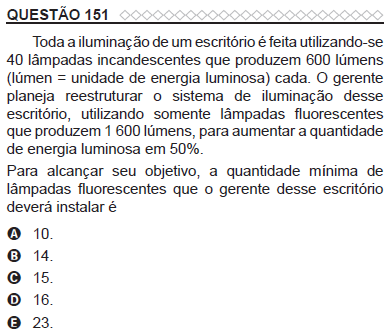 QUESTÃO 151
Toda a iluminação de um escritório é feita utilizando-se
40 lâmpadas incandescentes que produzem 600 lúmens
(lúmen = unidade de energia luminosa) cada. O gerente
planeja reestruturar o sistema de iluminação desse
escritório, utilizando somente lâmpadas fluorescentes
que produzem 1 600 lúmens, para aumentar a quantidade
de energia luminosa em 50%.
Para alcançar seu objetivo, a quantidade mínima de
lâmpadas fluorescentes que o gerente desse escritório
deverá instalar é
A 10.
B 14.
C 15.
D 16.
E 23.